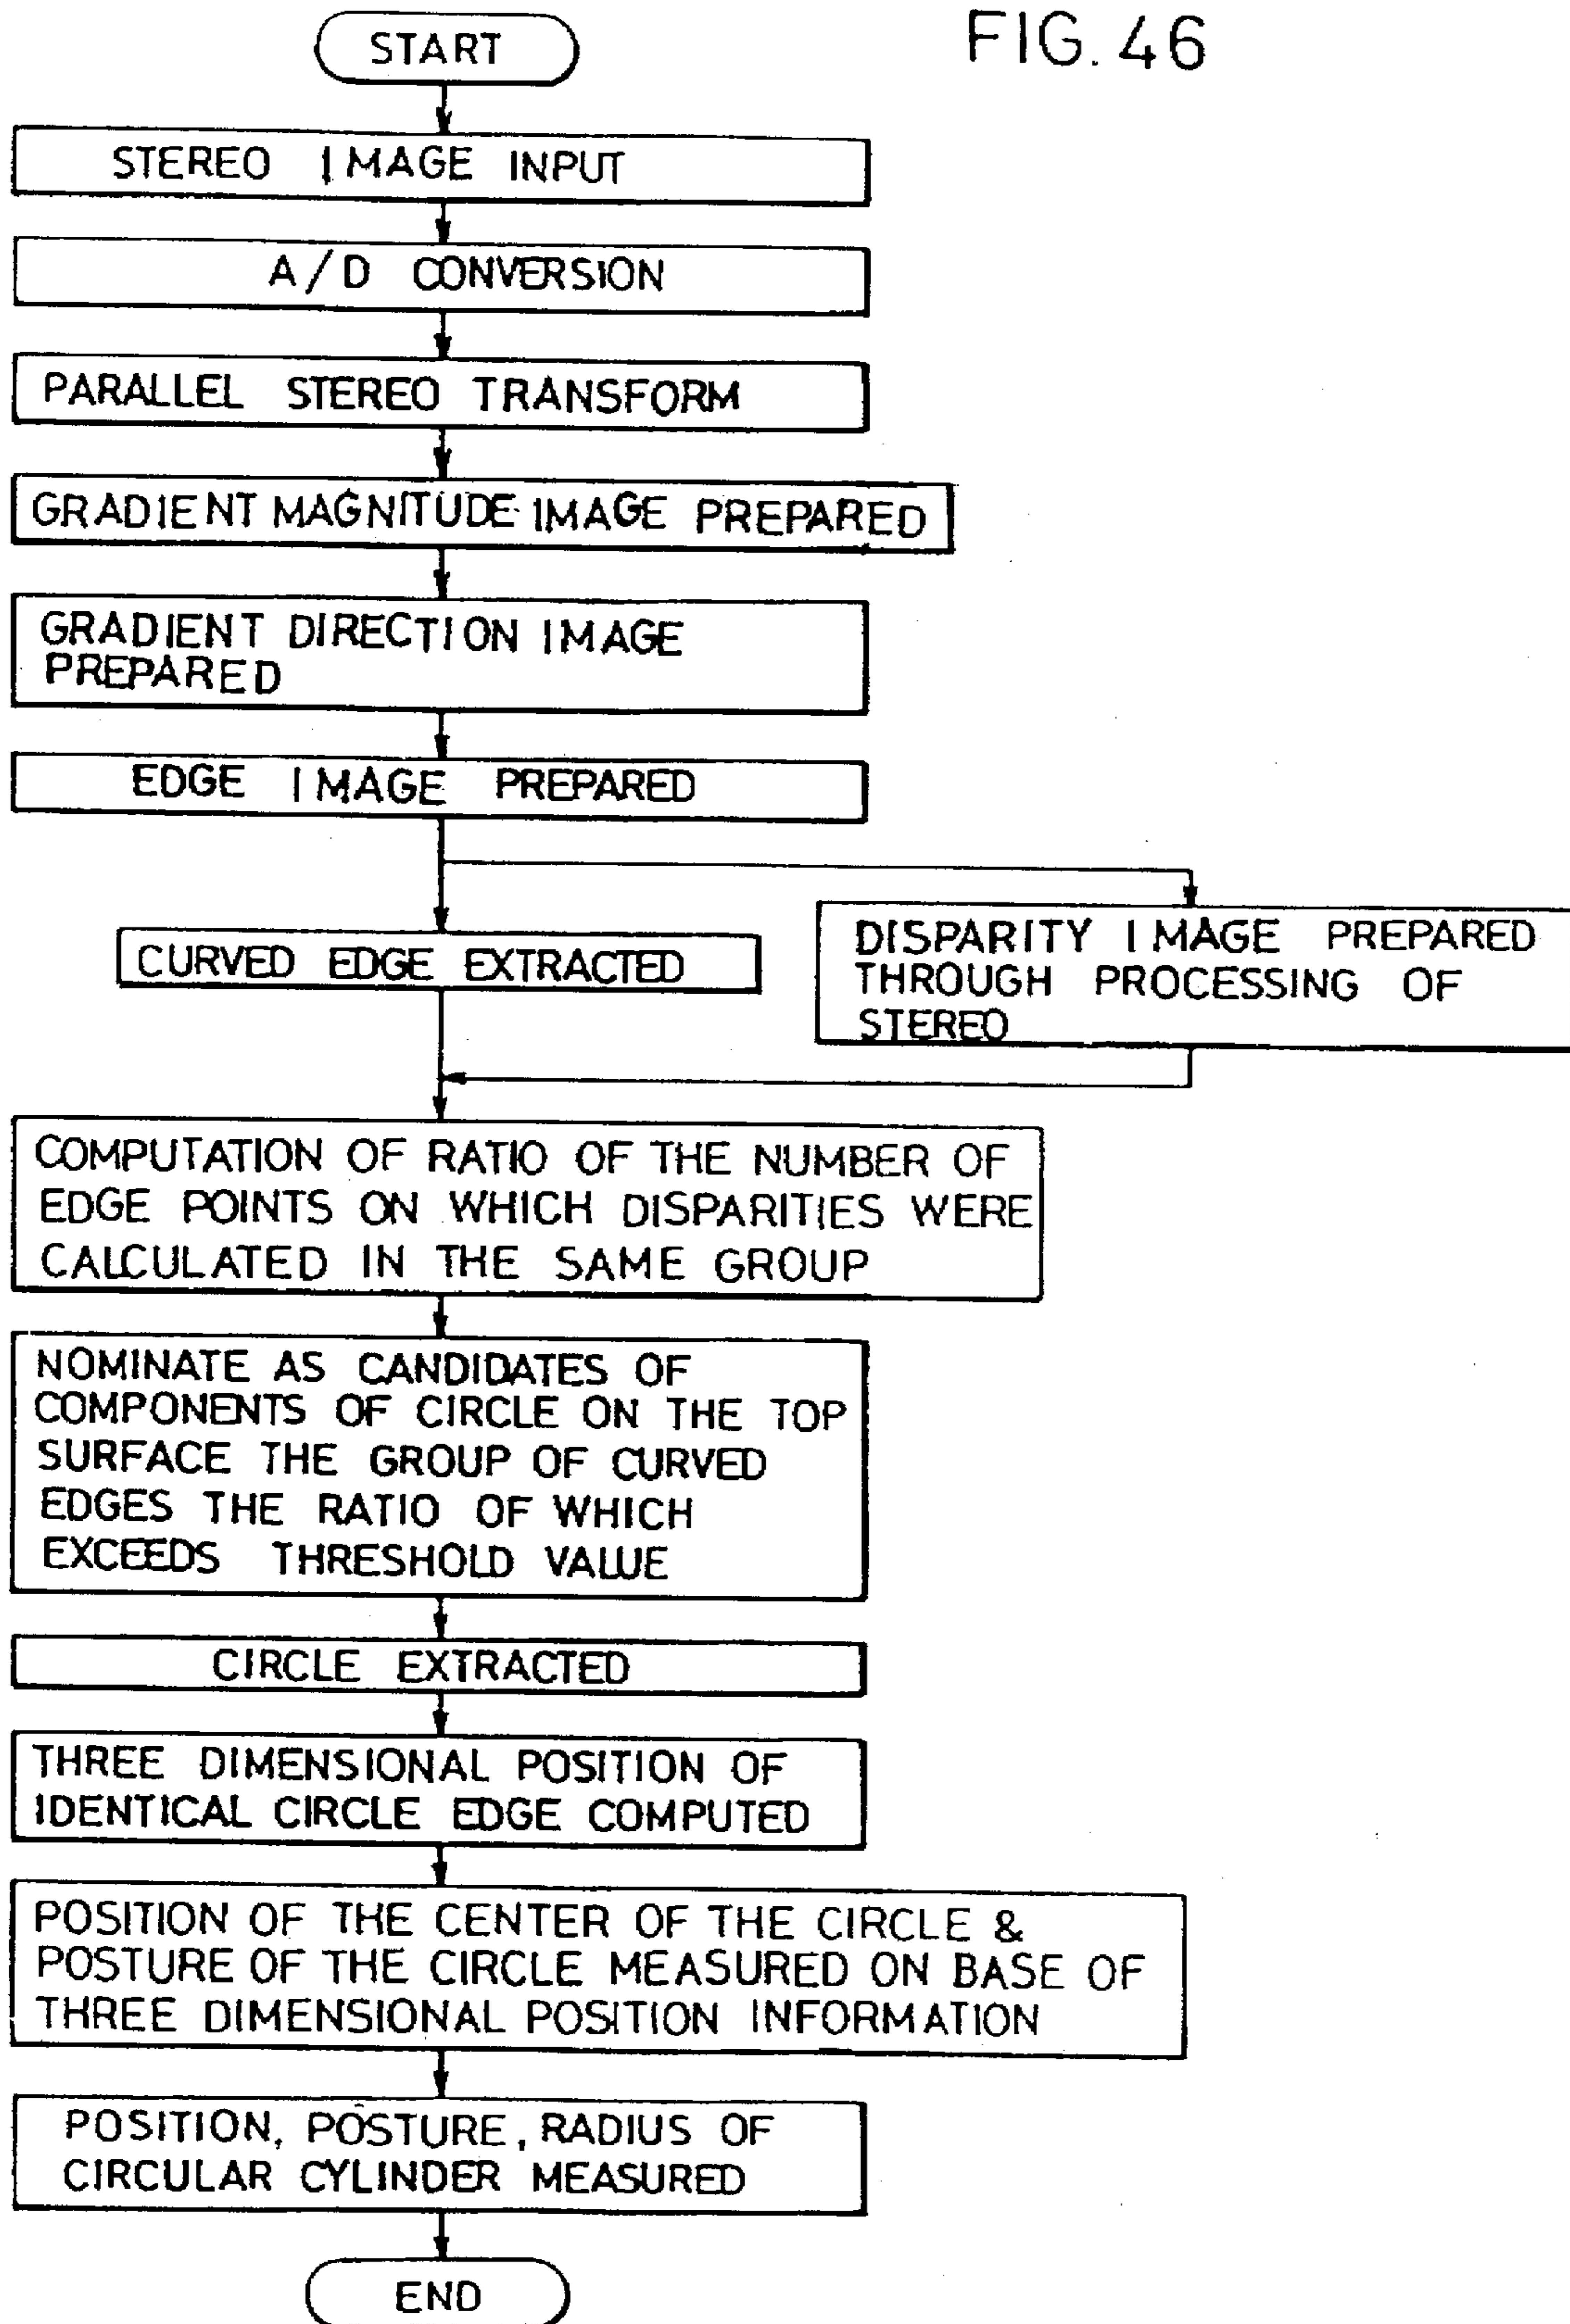 FIG. 46
START
STEREO IMAGE INPUT
A/D CONVERSION
PARALLEL STEREO TRANSFORM
GRADIENT MAGNITUDE IMAGE PREPARED
GRADIENT DIRECTION IMAGE
PREPARED
EDGE IMAGE PREPARED
CURVED EDGE EXTRACTED
DISPARITY IMAGE PREPARED
THROUGH PROCESSING OF
STEREO
COMPUTATION OF RATIO OF THE NUMBER OF
EDGE POINTS ON WHICH DISPARITIES WERE
CALCULATED IN THE SAME GROUP
NOMINATE AS CANDIDATES OF
COMPONENTS OF CIRCLE ON THE TOP
SURFACE THE GROUP OF CURVED
EDGES THE RATIO OF WHICH
EXCEEDS THRESHOLD VALUE
CIRCLE EXTRACTED
THREE DIMENSIONAL POSITION OF
IDENTICAL CIRCLE EDGE COMPUTED
POSITION OF THE CENTER OF THE CIRCLE &
POSTURE OF THE CIRCLE MEASURED ON BASE OF
THREE DIMENSIONAL POSITION INFORMATION
POSITION, POSTURE, RADIUS OF
CIRCULAR CYLINDER MEASURED
END